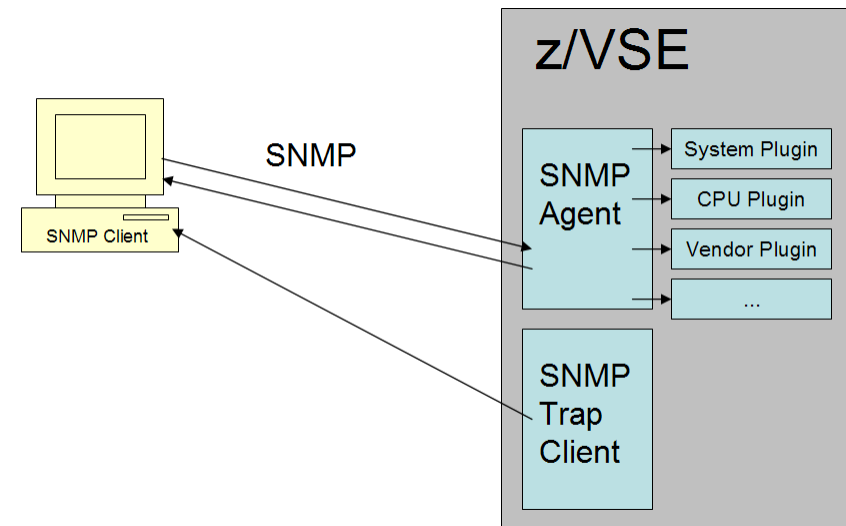 z/VSE
SNMP
SNMP Client
SNMP
Agent
System Plugin
CPU Plugin
Vendor Plugin
...
SNMP
Trap
Client